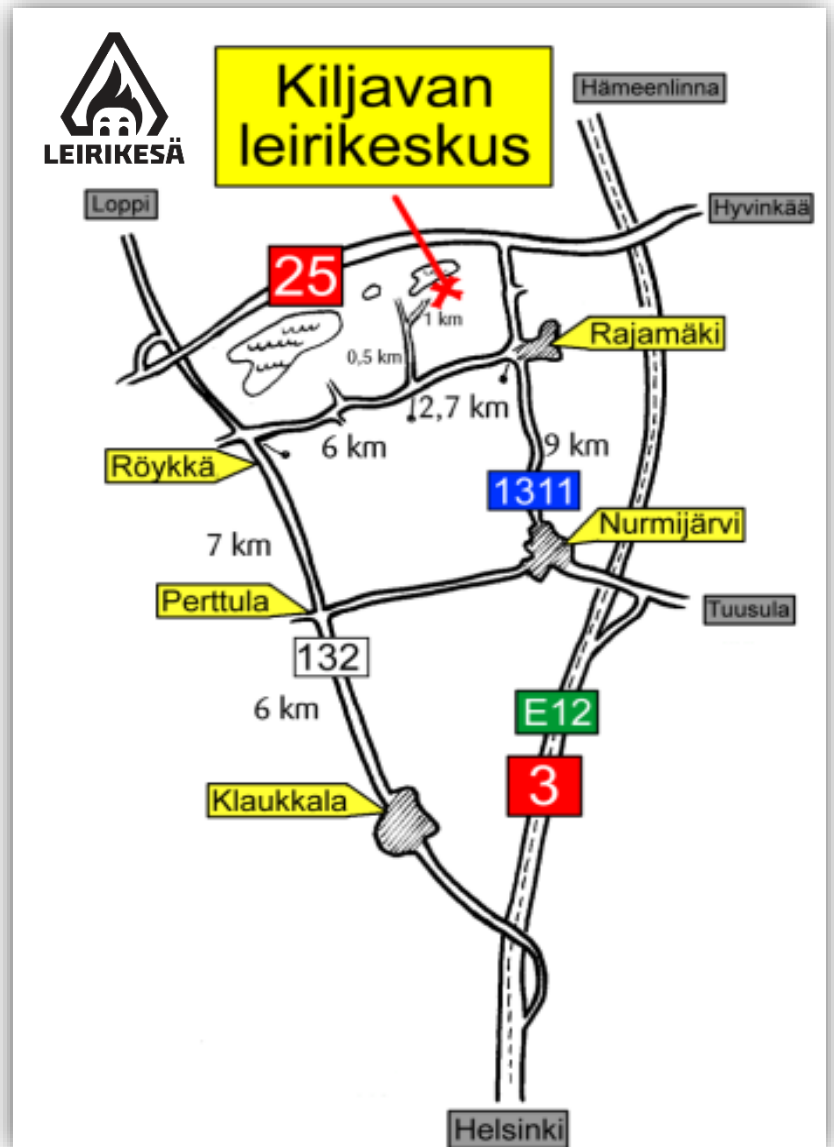 LEIRIKESÄ
Kiljavan
leirikeskus
Hämeenlinna
Loppi
Hyvinkää
25
1 km
Rajamäki
0,5 km
2,7 km
6 km
9 km
Röykkä
1311
Nurmijärvi
7 km
Perttula
Tuusula
132
6 km
E12
3
Klaukkala
Helsinki